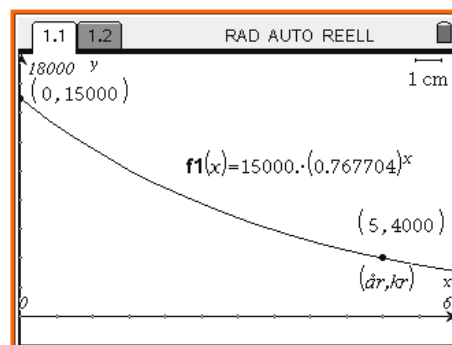 1.1 1.2 RAD AUTO REELL
18000 y
1 cm
(0,15000)
f1(x)=15000.·(0.767704)^x
(5,4000)
(år,kr) x
0 6